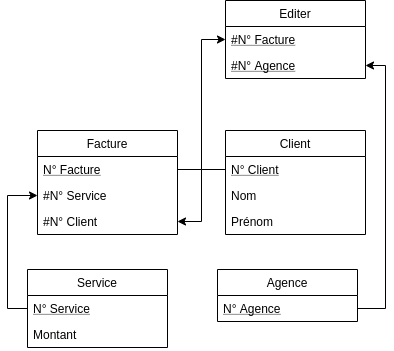 Editer
#N° Facture
#N° Agence
Facture
N° Facture
#N° Service
#N° Client
Client
N° Client
Nom
Prénom
Service
N° Service
Montant
Agence
N° Agence